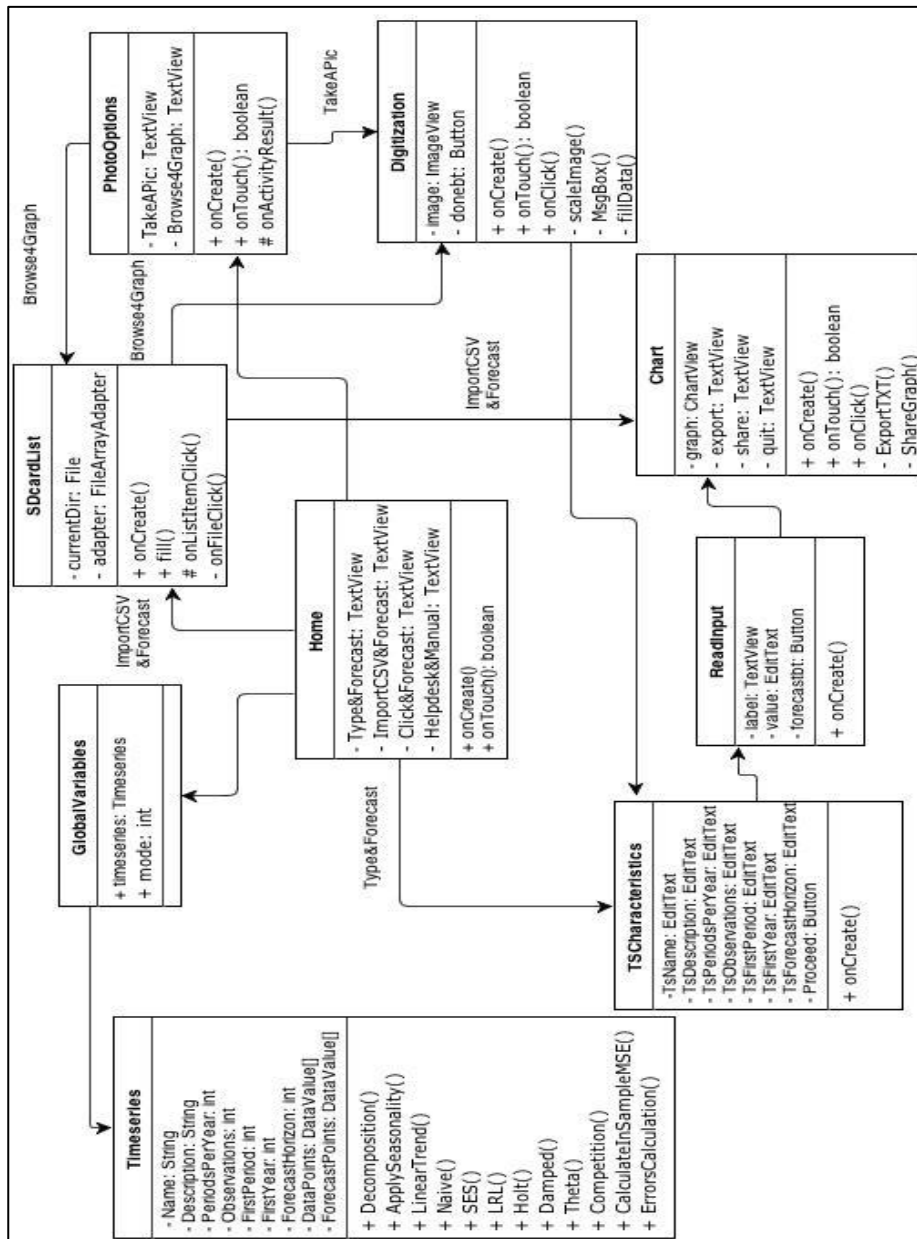 Timeseries
- Name: String
- Description: String
- PeriodsPerYear: int
- Observations: int
- FirstPeriod: int
- FirstYear: int
- ForecastHorizon: int
- DataPoints: DataValue[]
- ForecastPoints: DataValue[]
+ Decomposition()
+ ApplySeasonality()
+ LinearTrend()
+ Naive()
+ SES()
+ LRL()
+ Holt()
+ Damped()
+ Theta()
+ Competition()
+ CalculateInSampleMSE()
+ ErrorsCalculation()
GlobalVariables
+ timeseries: Timeseries
+ mode: int
ImportCSV
&Forecast
SDcardList
- currentDir: File
- adapter: FileArrayAdapter
+ onCreate()
+ fill()
# onListItemClick()
- onFileClick()
Browse4Graph
Browse4Graph
PhotoOptions
- TakeAPic: TextView
- Browse4Graph: TextView
+ onCreate()
+ onTouch(): boolean
# onActivityResult()
TakeAPic
Type&Forecast
Home
- Type&Forecast: TextView
- ImportCSV&Forecast: TextView
- Click&Forecast: TextView
- Helpdesk&Manual: TextView
+ onCreate()
+ onTouch(): boolean
ImportCSV
&Forecast
Digitization
- image: ImageView
- donebt: Button
+ onCreate()
+ onTouch(): boolean
+ onClick()
- scaleImage()
- MsgBox()
- fillData()
TSCharacteristics
-TsName: EditText
- TsDescription: EditText
- TsPeriodsPerYear: EditText
- TsObservations: EditText
- TsFirstPeriod: EditText
- TsFirstYear: EditText
- TsForecastHorizon: EditText
- Proceed: Button
+ onCreate()
ReadInput
- label: TextView
- value: EditText
- forecastbt: Button
+ onCreate()
Chart
- graph: ChartView
- export: TextView
- share: TextView
- quit: TextView
+ onCreate()
+ onTouch(): boolean
+ onClick()
- ExportTXT()
- ShareGraph()